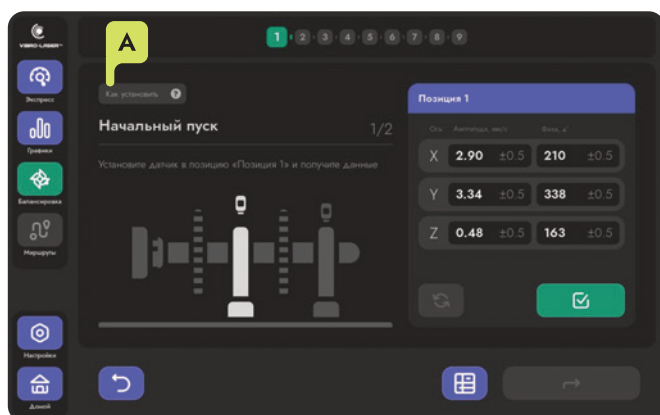 VIBRO-LASER™
Экспресс
Графики
Балансировка
Маршруты
Настройки
Домой
A
1 2 3 4 5 6 7 8 9
Как установить ?
Начальный пуск 1/2
Установите датчик в позицию «Позиция 1» и получите данные
Позиция 1
Ось Амплитуда, мм/с Фаза, °
X 2.90 ±0.5 210 ±0.5
Y 3.34 ±0.5 338 ±0.5
Z 0.48 ±0.5 163 ±0.5